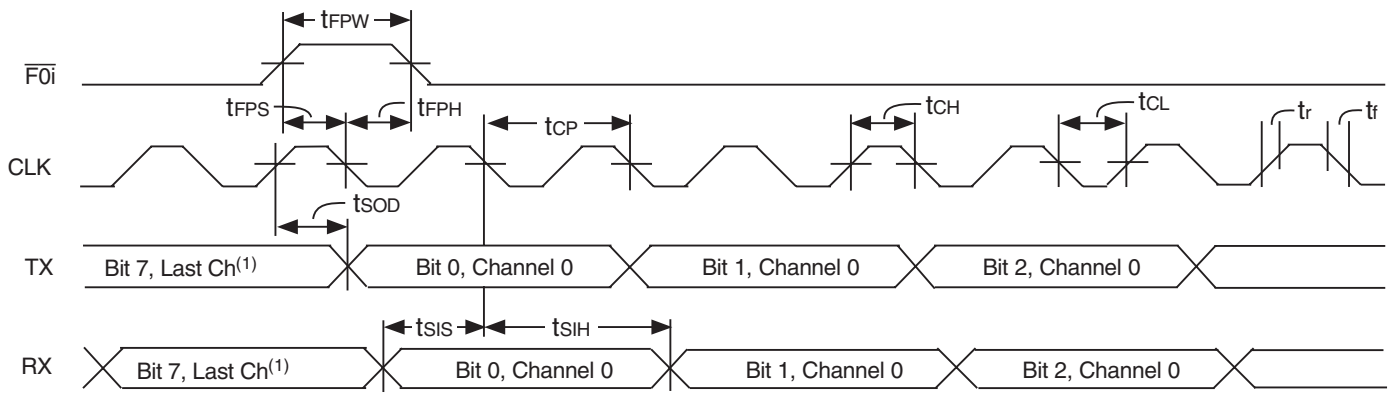 tFPW
F0i
tFPS
tFPH
tCP
tCH
tCL
tr
tf
CLK
tSOD
TX
Bit 7, Last Ch(1)
Bit 0, Channel 0
Bit 1, Channel 0
Bit 2, Channel 0
tSIS
tSIH
RX
Bit 7, Last Ch(1)
Bit 0, Channel 0
Bit 1, Channel 0
Bit 2, Channel 0